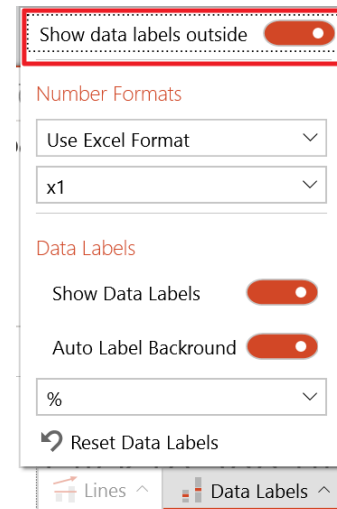 Show data labels outside
Number Formats
Use Excel Format
x1
Data Labels
Show Data Labels
Auto Label Backround
%
Reset Data Labels
Lines
Data Labels